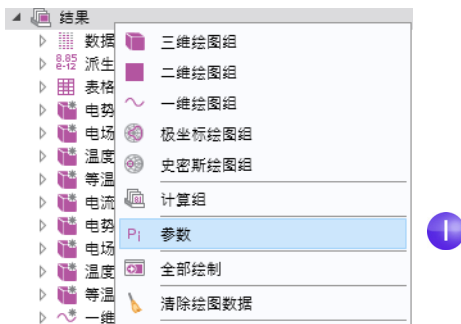 结果
数据
三维绘图组
8.85
e-12
派生
二维绘图组
表格
一维绘图组
电势
极坐标绘图组
电场
史密斯绘图组
温度
等温
计算组
电流
Pi
参数
电势
电场
全部绘制
温度
等温
清除绘图数据
一维
I